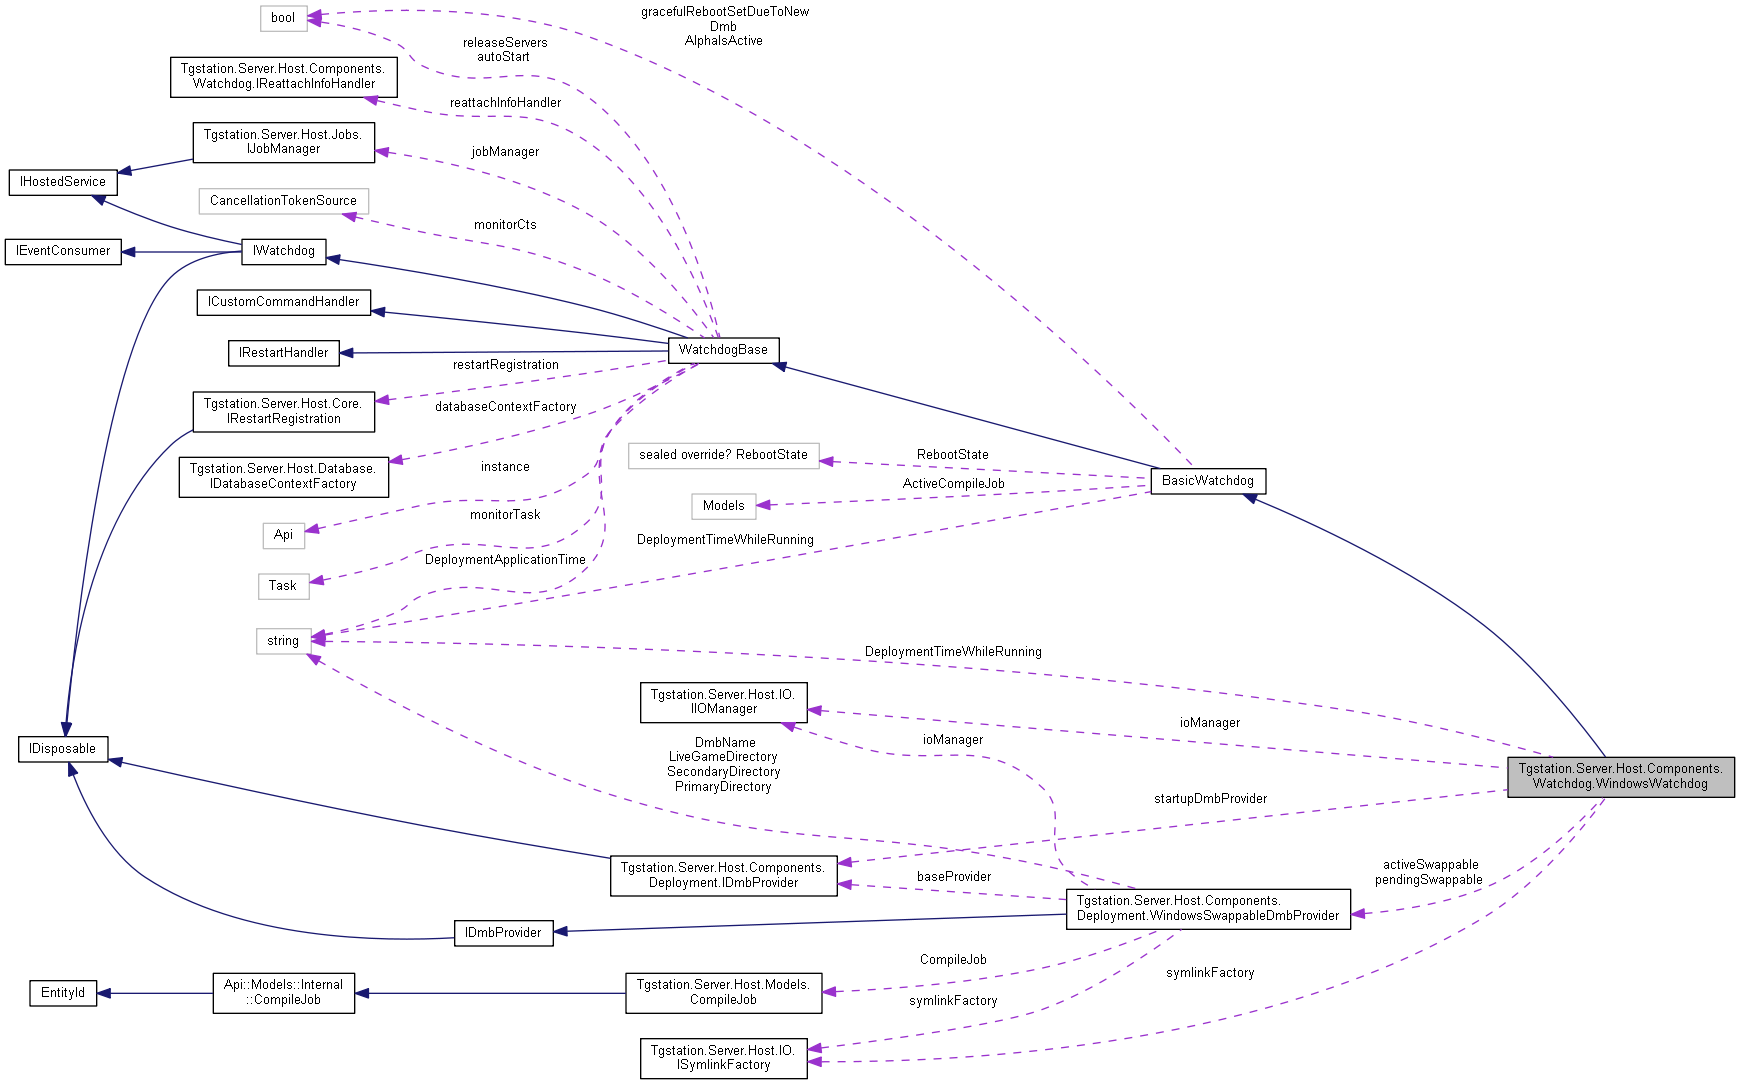 bool
gracefulRebootSetDueToNew
Dmb
AlphaIsActive
releaseServers
autoStart
Tgstation.Server.Host.Components.
Watchdog.IReattachInfoHandler
reattachInfoHandler
Tgstation.Server.Host.Jobs.
IJobManager
jobManager
IHostedService
CancellationTokenSource
monitorCts
IEventConsumer
IWatchdog
ICustomCommandHandler
IRestartHandler
WatchdogBase
restartRegistration
Tgstation.Server.Host.Core.
IRestartRegistration
databaseContextFactory
Tgstation.Server.Host.Database.
IDatabaseContextFactory
instance
sealed override? RebootState
RebootState
BasicWatchdog
ActiveCompileJob
Models
Api
monitorTask
DeploymentTimeWhileRunning
DeploymentApplicationTime
Task
string
DeploymentTimeWhileRunning
Tgstation.Server.Host.IO.
IIOManager
ioManager
ioManager
DmbName
LiveGameDirectory
SecondaryDirectory
PrimaryDirectory
IDisposable
Tgstation.Server.Host.Components.
Watchdog.WindowsWatchdog
startupDmbProvider
Tgstation.Server.Host.Components.
Deployment.IDmbProvider
baseProvider
activeSwappable
pendingSwappable
Tgstation.Server.Host.Components.
Deployment.WindowsSwappableDmbProvider
IDmbProvider
CompileJob
symlinkFactory
EntityId
Api::Models::Internal
::CompileJob
Tgstation.Server.Host.Models.
CompileJob
symlinkFactory
Tgstation.Server.Host.IO.
ISymlinkFactory